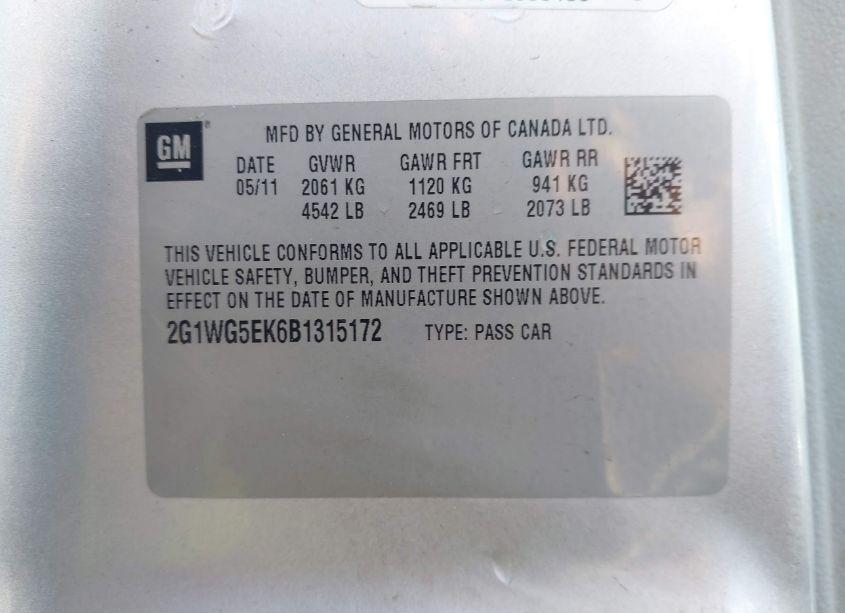 GM
MFD BY GENERAL MOTORS OF CANADA LTD.
DATE GVWR GAWR FRT GAWR RR
05/11 2061 KG 1120 KG 941 KG
4542 LB 2469 LB 2073 LB
THIS VEHICLE CONFORMS TO ALL APPLICABLE U.S. FEDERAL MOTOR
VEHICLE SAFETY, BUMPER, AND THEFT PREVENTION STANDARDS IN
EFFECT ON THE DATE OF MANUFACTURE SHOWN ABOVE.
2G1WG5EK6B1315172 TYPE: PASS CAR